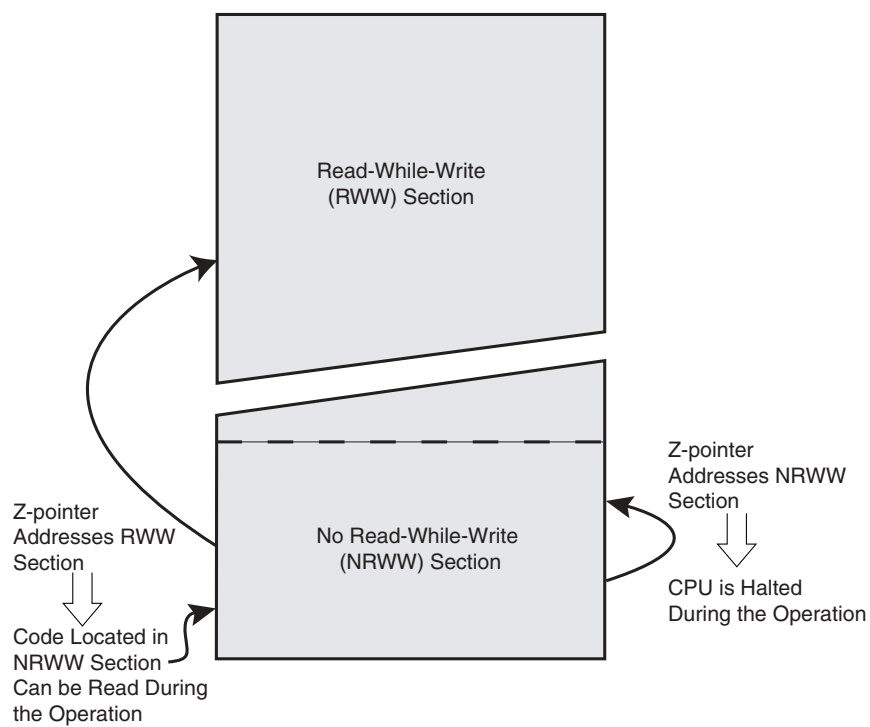 Read-While-Write
(RWW) Section
Z-pointer
Addresses NRWW
Section
Z-pointer
Addresses RWW
Section
No Read-While-Write
(NRWW) Section
CPU is Halted
During the Operation
Code Located in
NRWW Section
Can be Read During
the Operation